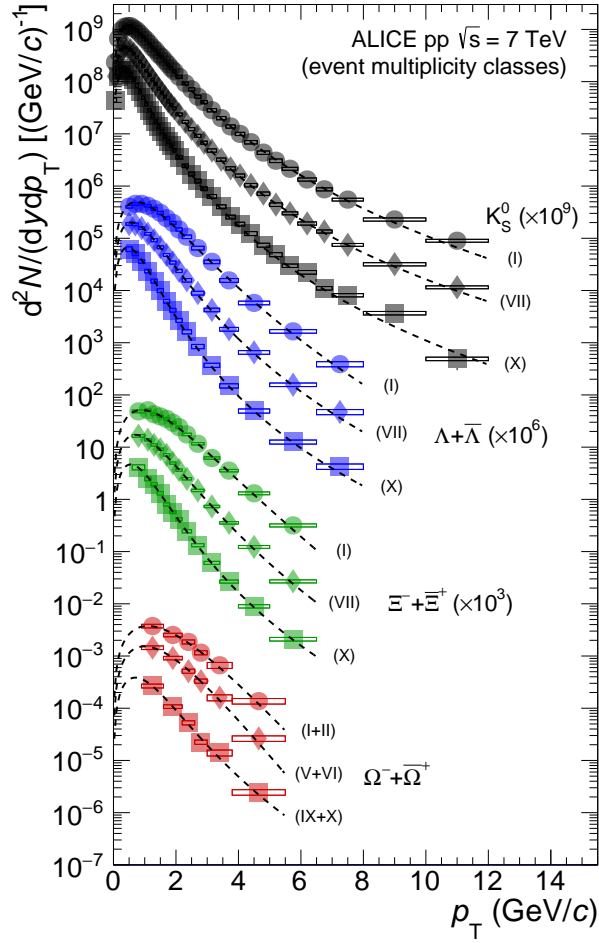 ALICE pp √s = 7 TeV
(event multiplicity classes)
d²N/(dydp_T) [(GeV/c)⁻¹]
10⁹
10⁸
10⁷
10⁶
10⁵
10⁴
10³
10²
10
1
10⁻¹
10⁻²
10⁻³
10⁻⁴
10⁻⁵
10⁻⁶
10⁻⁷
K⁰_S (×10⁹)
(I)
(VII)
(X)
(I)
(VII)
Λ+Λ̅ (×10⁶)
(X)
(I)
(VII)
Ξ⁻+Ξ̅⁺ (×10³)
(X)
(I+II)
(V+VI)
Ω⁻+Ω̅⁺
(IX+X)
0 2 4 6 8 10 12 14
p_T (GeV/c)